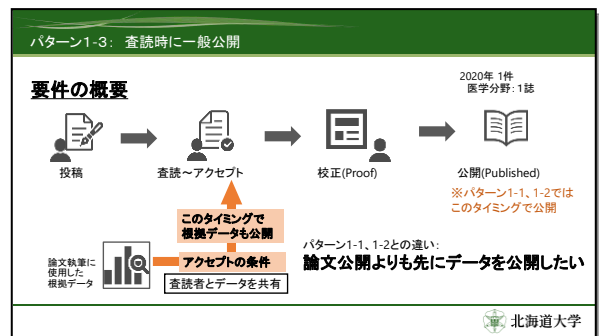 パターン1-3： 査読時に一般公開
要件の概要
2020年 1件
医学分野：1誌
投稿
査読～アクセプト
校正(Proof)
公開(Published)
※パターン1-1、1-2では
このタイミングで公開
このタイミングで
根拠データも公開
論文執筆に
使用した
根拠データ
アクセプトの条件
査読者とデータを共有
パターン1-1、1-2との違い：
論文公開よりも先にデータを公開したい
北海道大学